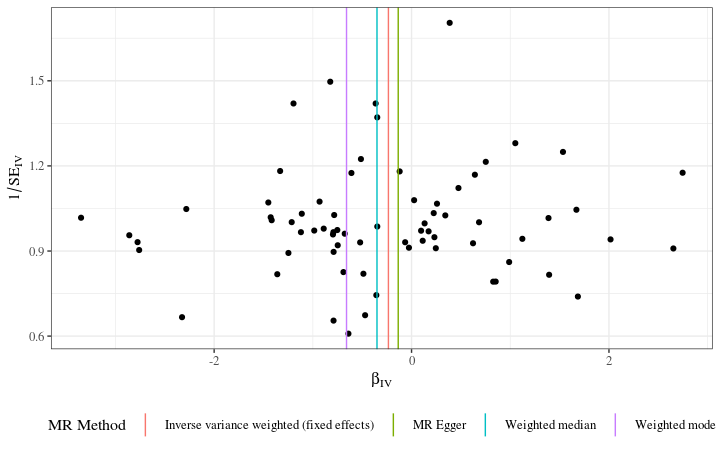 1/SE_IV
1.5
1.2
0.9
0.6
-2
0
2
β_IV
MR Method
Inverse variance weighted (fixed effects)
MR Egger
Weighted median
Weighted mode